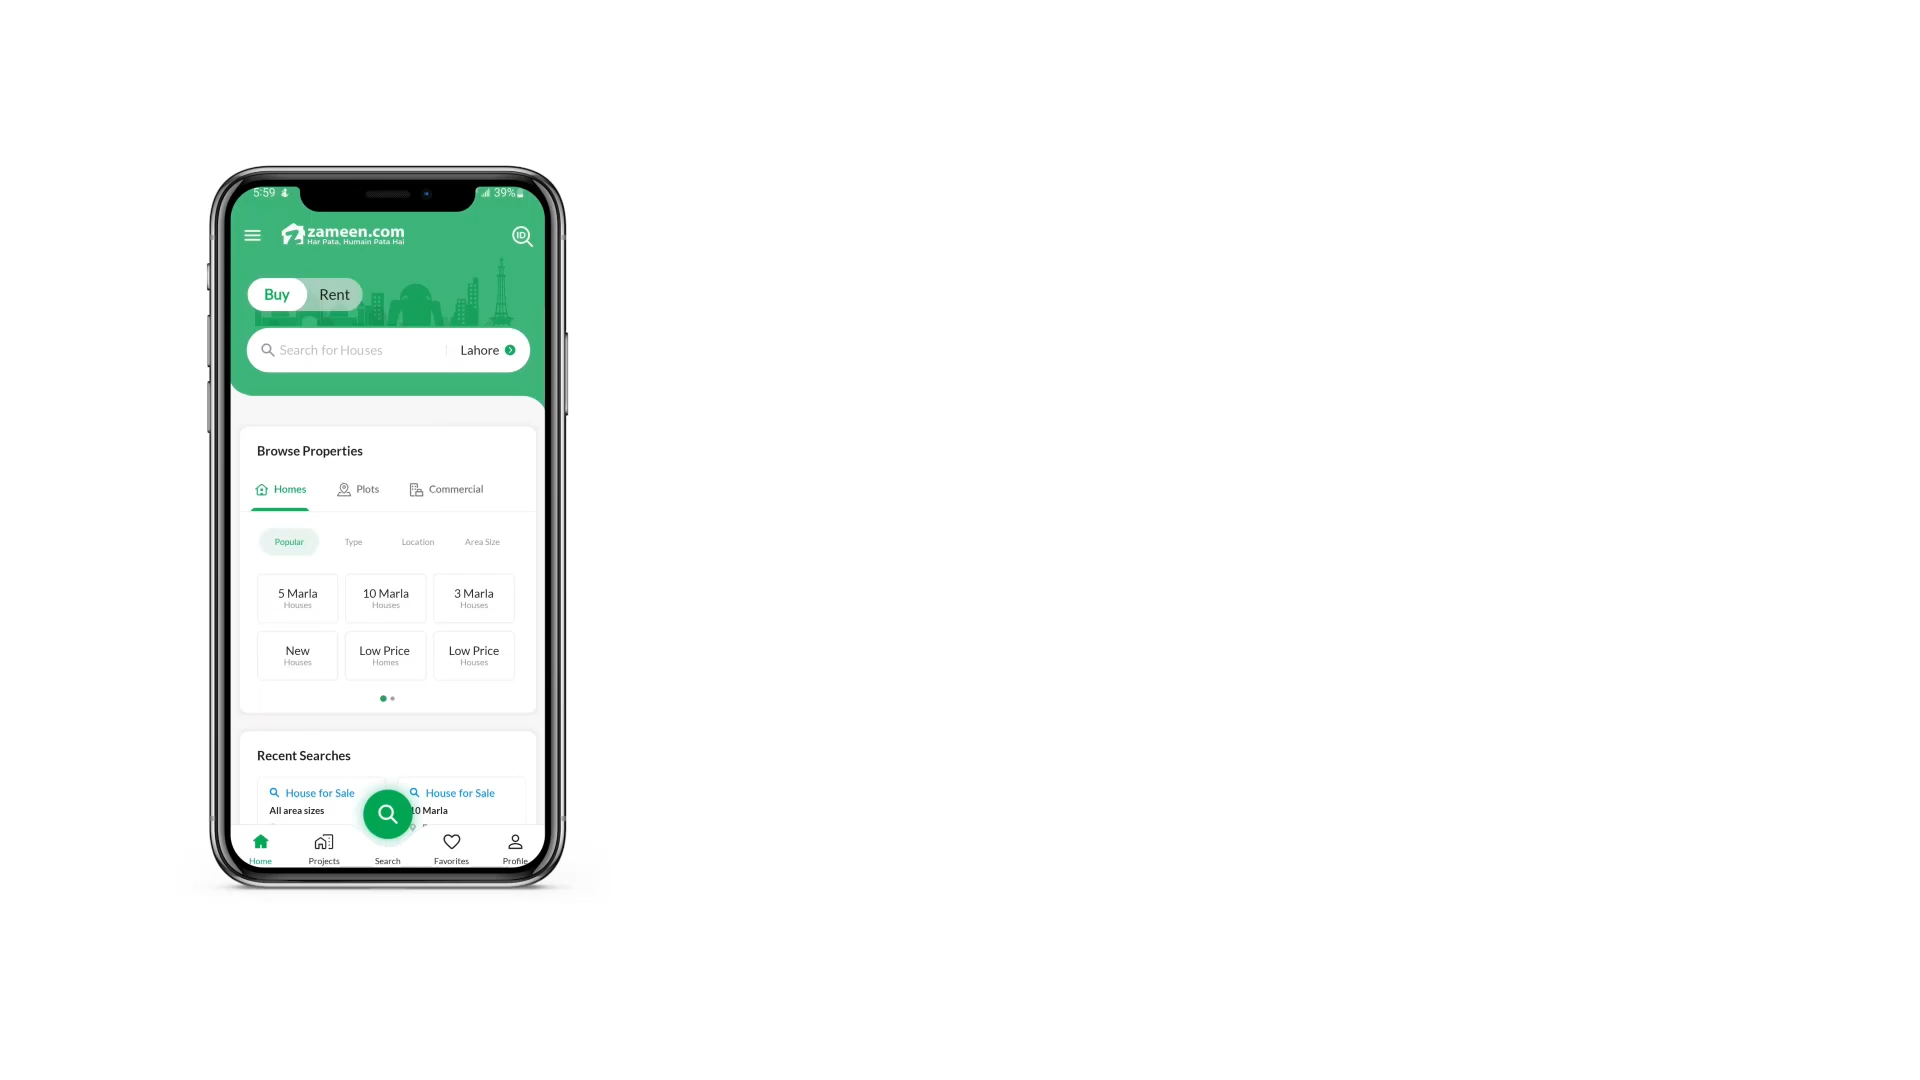 5:59
39%
zameen.com
Har Pata, Humain Pata Hai
ID
Buy Rent
Search for Houses Lahore
Browse Properties
Homes Plots Commercial
Popular Type Location Area Size
5 Marla 10 Marla 3 Marla
Houses Houses Houses
New Low Price Low Price
Houses Homes Houses
Recent Searches
House for Sale House for Sale
All area sizes 10 Marla
Home Projects Search Favorites Profile